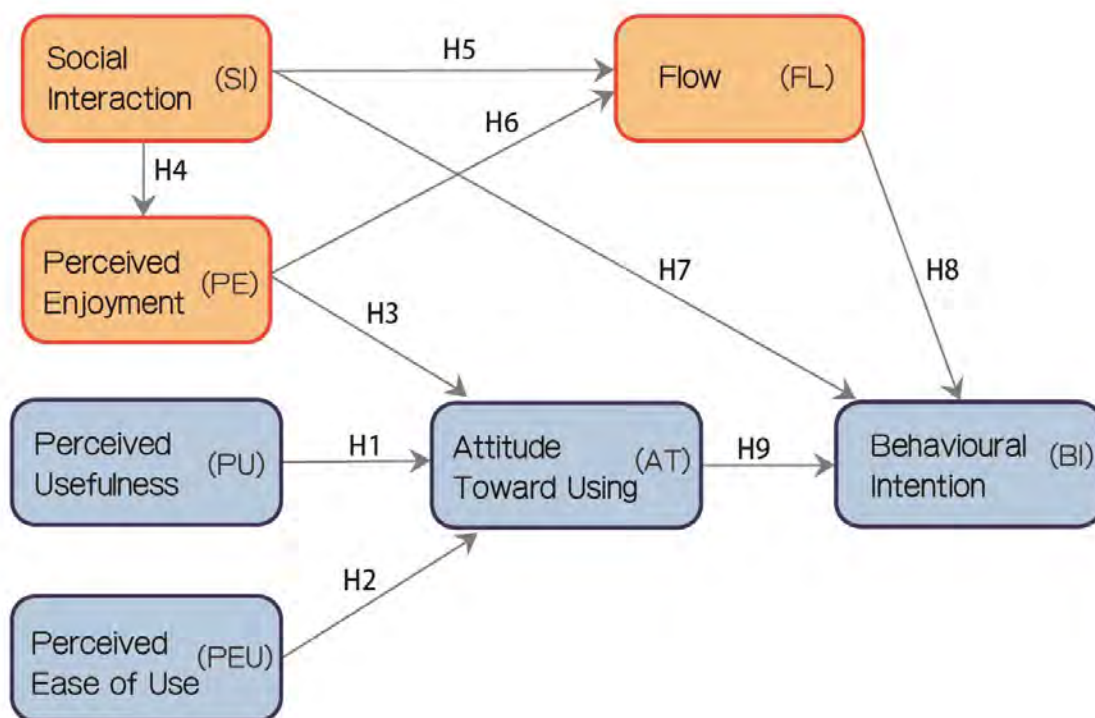 Social
Interaction
(SI)
H5
Flow
(FL)
H6
H4
Perceived
Enjoyment
(PE)
H7
H8
H3
Perceived
Usefulness
(PU)
H1
Attitude
Toward Using
(AT)
H9
Behavioural
Intention
(BI)
H2
Perceived
Ease of Use
(PEU)